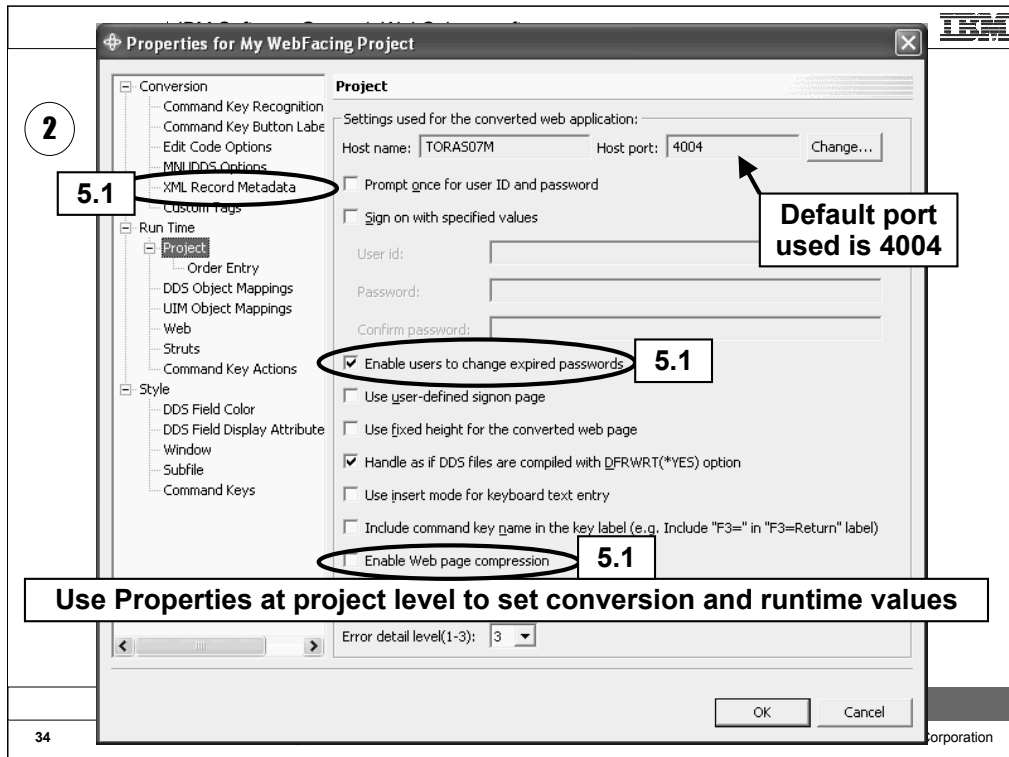 IBM
Properties for My WebFacing Project
2
Conversion
Command Key Recognition
Command Key Button Labe
Edit Code Options
MNUDDS Options
XML Record Metadata
Custom Tags
Run Time
Project
Order Entry
DDS Object Mappings
UIM Object Mappings
Web
Struts
Command Key Actions
Style
DDS Field Color
DDS Field Display Attribute
Window
Subfile
Command Keys
5.1
Project
Settings used for the converted web application:
Host name: TORAS07M Host port: 4004 Change...
Prompt once for user ID and password
Sign on with specified values
User id:
Password:
Confirm password:
Default port
used is 4004
Enable users to change expired passwords 5.1
Use user-defined signon page
Use fixed height for the converted web page
Handle as if DDS files are compiled with DFRWRT(*YES) option
Use insert mode for keyboard text entry
Include command key name in the key label (e.g. Include "F3=" in "F3=Return" label)
Enable Web page compression 5.1
Use Properties at project level to set conversion and runtime values
Error detail level(1-3): 3
OK Cancel
34
Corporation